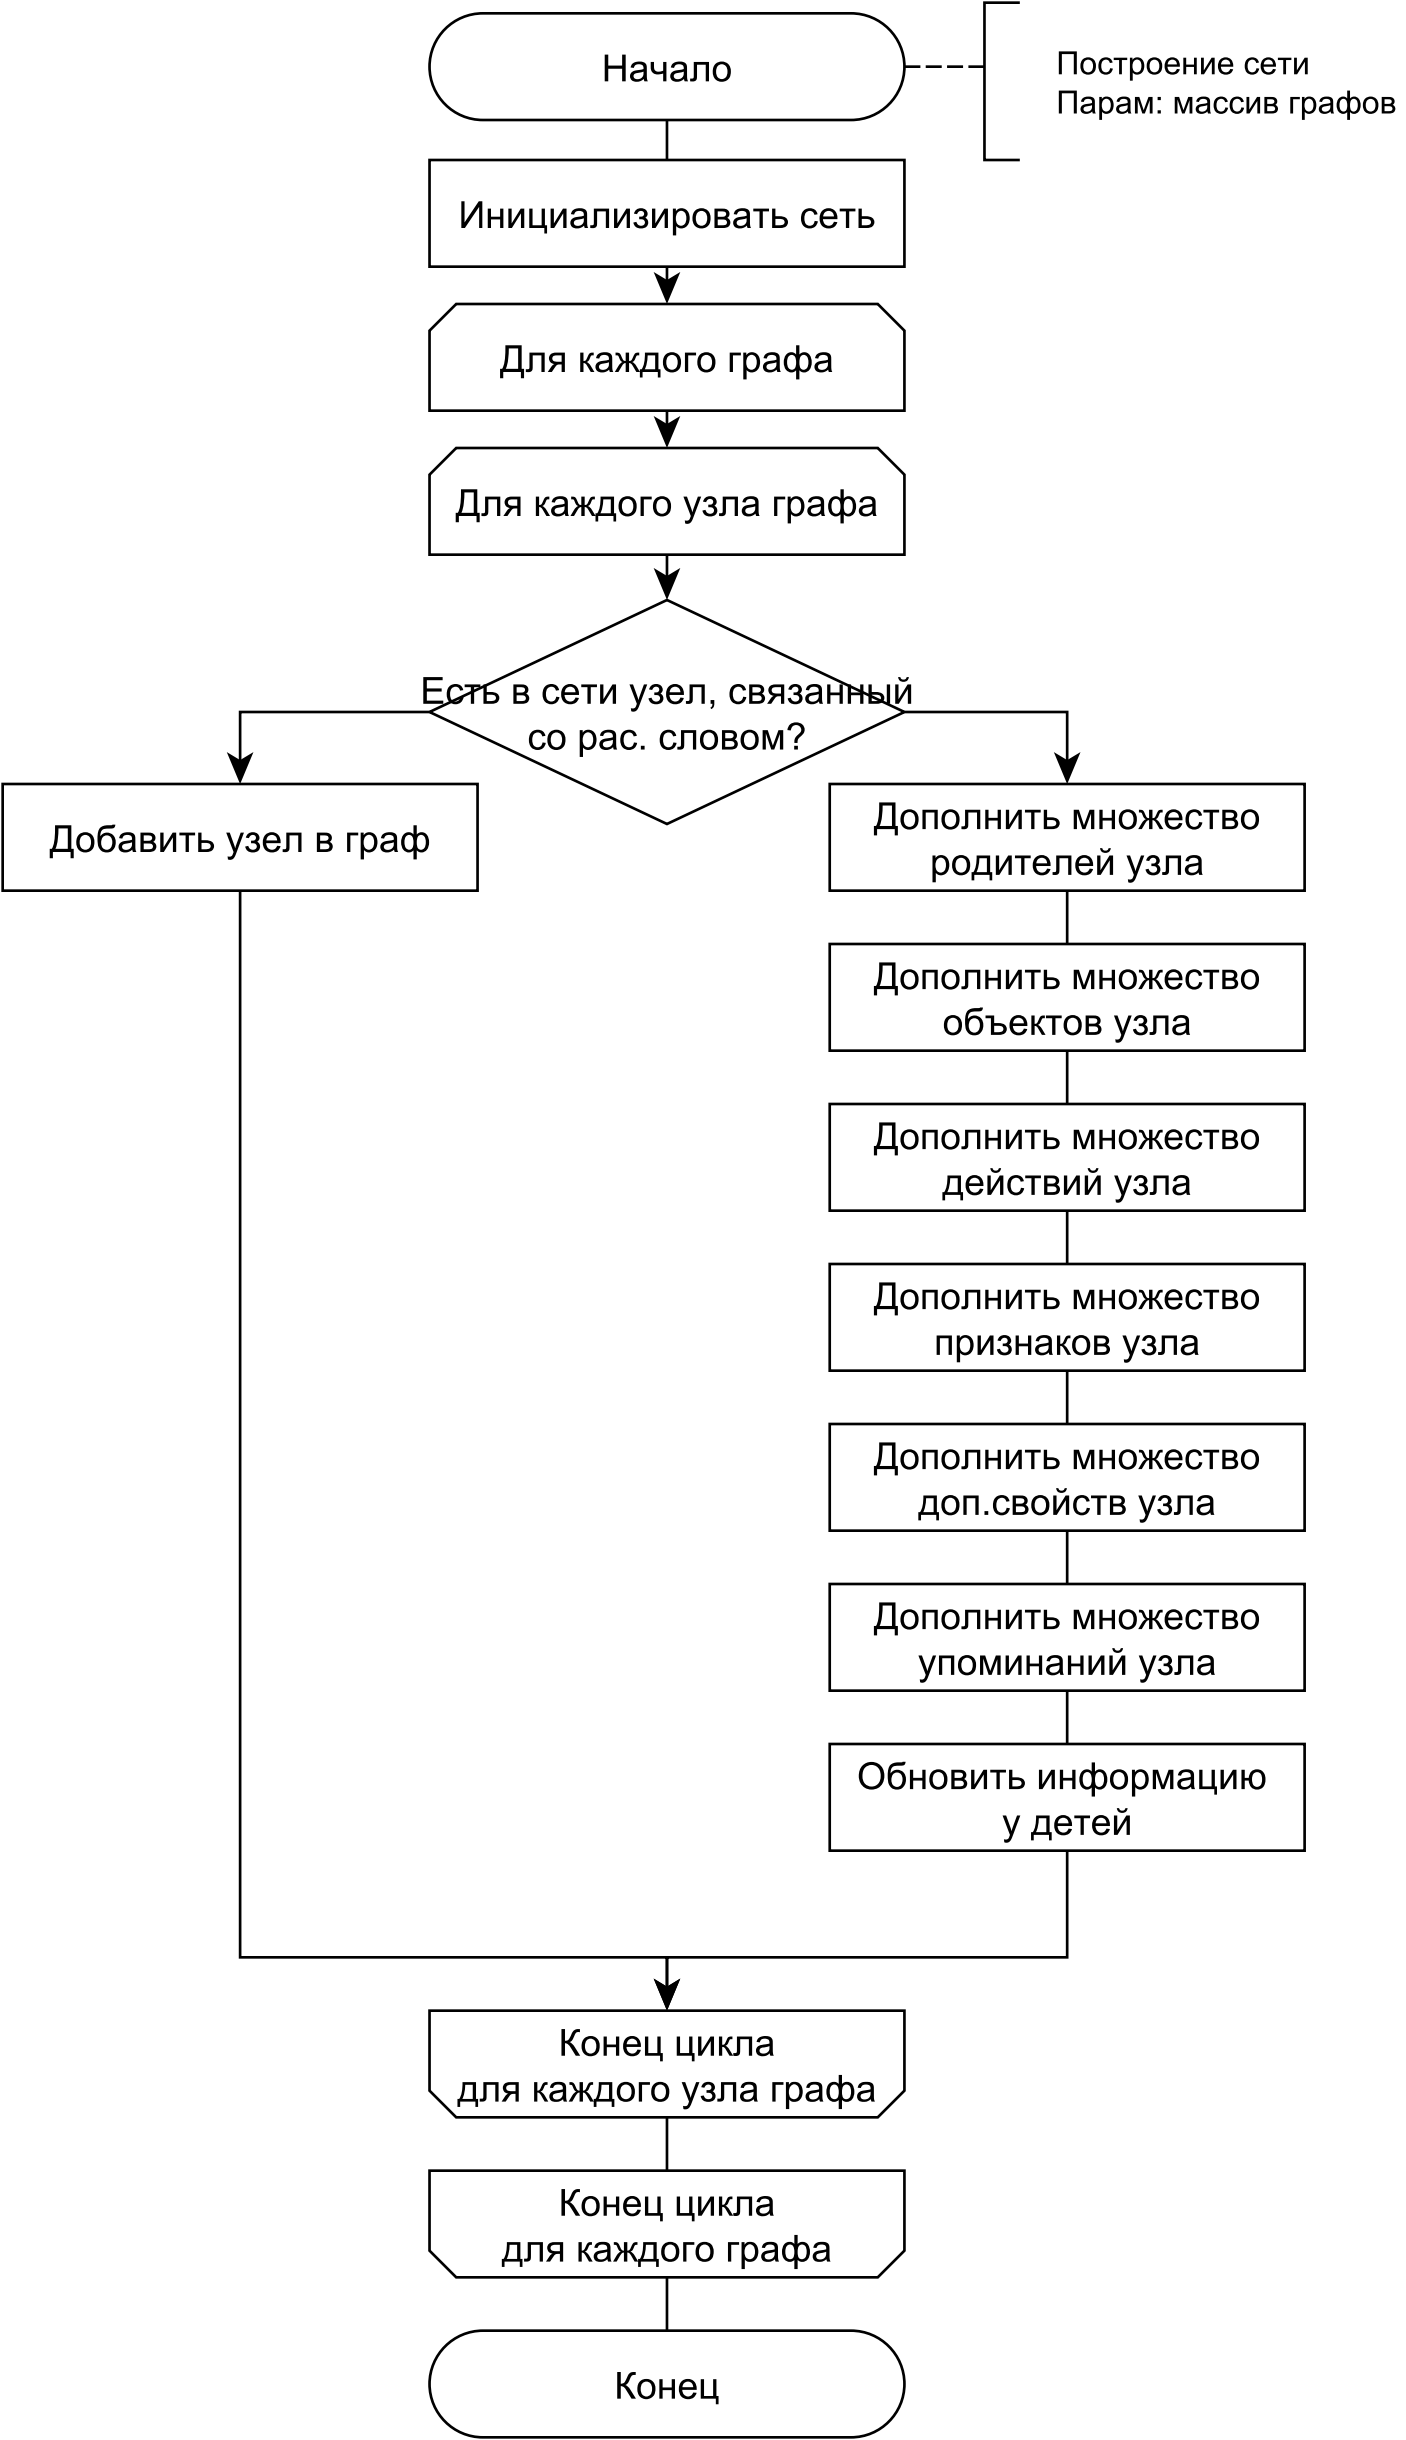 Начало
Построение сети
Парам: массив графов
Инициализировать сеть
Для каждого графа
Для каждого узла графа
Есть в сети узел, связанный
со рас. словом?
Добавить узел в граф
Дополнить множество
родителей узла
Дополнить множество
объектов узла
Дополнить множество
действий узла
Дополнить множество
признаков узла
Дополнить множество
доп.свойств узла
Дополнить множество
упоминаний узла
Обновить информацию
у детей
Конец цикла
для каждого узла графа
Конец цикла
для каждого графа
Конец